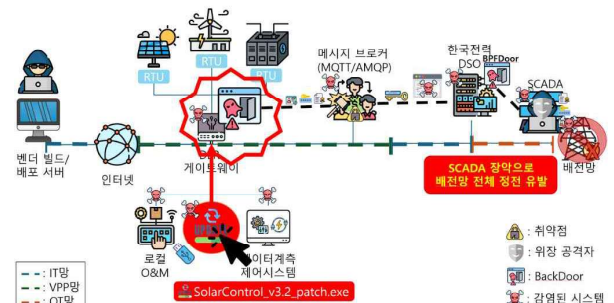 RTU
RTU
RTU
메시지 브로커
(MQTT/AMQP)
한국전력
DSO
BPFDoor
SCADA
벤더 빌드/
배포 서버
인터넷
게이트웨이
SCADA 장악으로
배전망 전체 정전 유발
배전망
로컬
O&M
제어시스템
SolarControl_v3.2_patch.exe
: IT망
: VPP망
: OT망
: 취약점
: 위장 공격자
: BackDoor
: 감염된 시스템